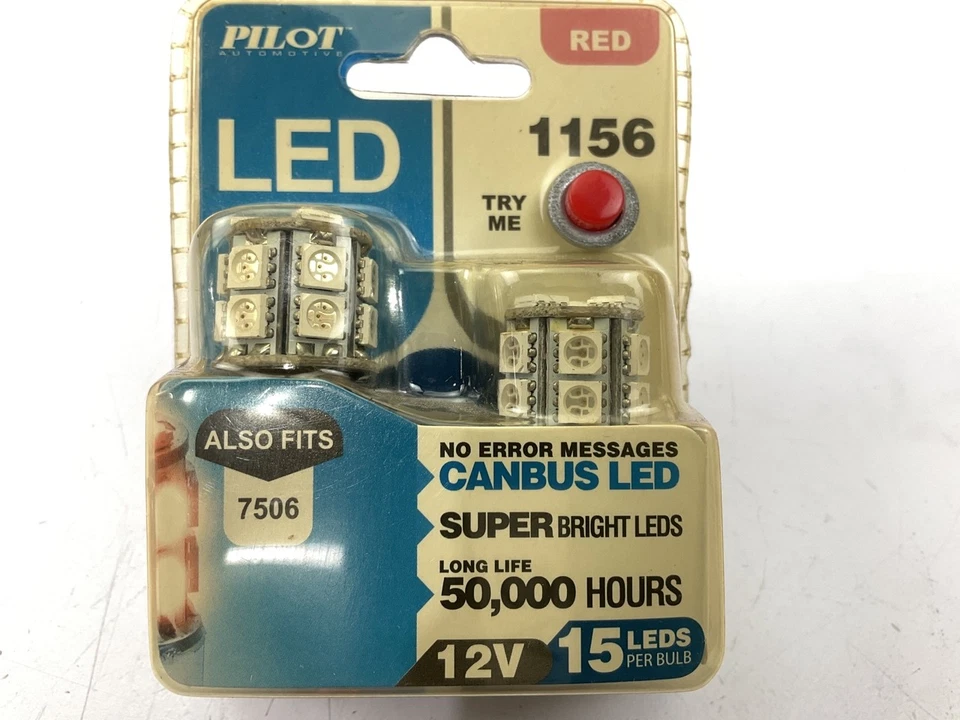 PILOT
AUTOMOTIVE
RED
LED
1156
TRY
ME
ALSO FITS
7506
NO ERROR MESSAGES
CANBUS LED
SUPER BRIGHT LEDS
LONG LIFE
50,000 HOURS
12V
15 LEDS
PER BULB